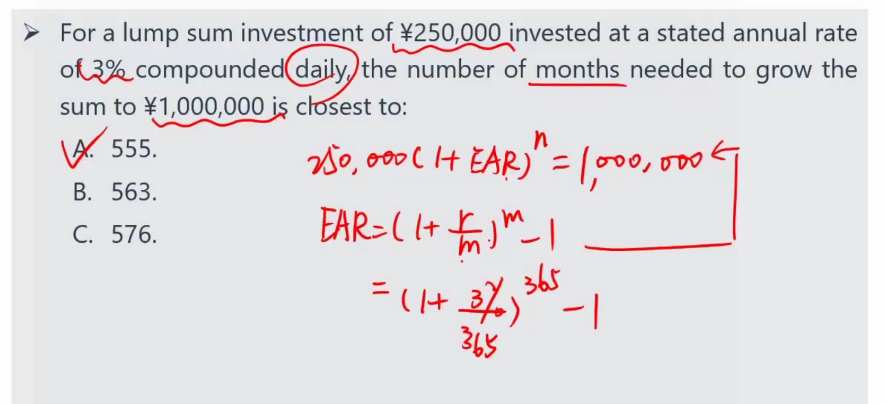 ➤ For a lump sum investment of ¥250,000 invested at a stated annual rate
of 3% compounded daily, the number of months needed to grow the
sum to ¥1,000,000 is closest to:
A. 555.
B. 563.
C. 576.
250,000(1+EAR)^n = 1,000,000
EAR=(1+r/m)^m-1
=(1+3%/365)^365-1